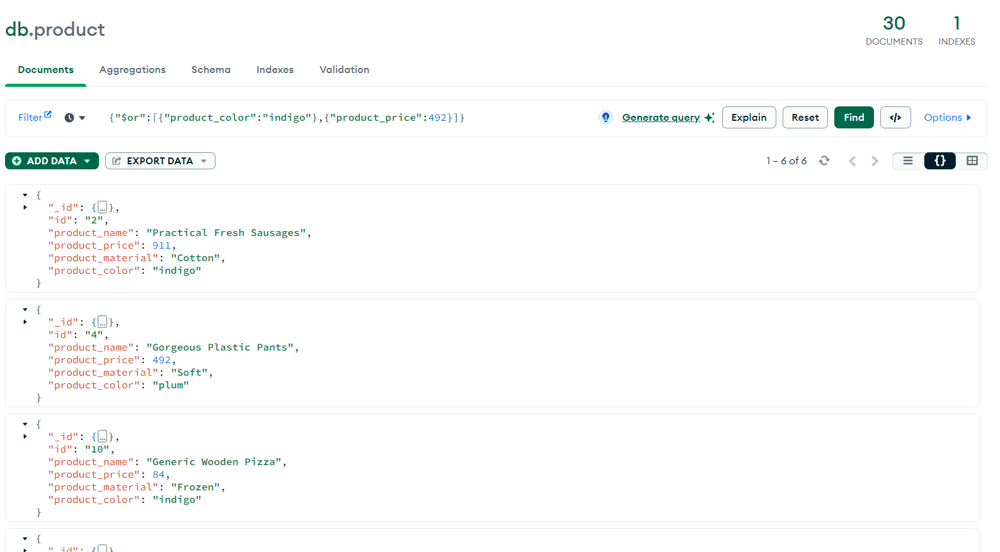 db.product
30
DOCUMENTS
1
INDEXES
Documents Aggregations Schema Indexes Validation
Filter {"$or":[{"product_color":"indigo"},{"product_price":492}]} Generate query Explain Reset Find </> Options
ADD DATA EXPORT DATA 1 – 6 of 6 {}
{
"_id": {…},
"id": "2",
"product_name": "Practical Fresh Sausages",
"product_price": 911,
"product_material": "Cotton",
"product_color": "indigo"
}
{
"_id": {…},
"id": "4",
"product_name": "Gorgeous Plastic Pants",
"product_price": 492,
"product_material": "Soft",
"product_color": "plum"
}
{
"_id": {…},
"id": "10",
"product_name": "Generic Wooden Pizza",
"product_price": 84,
"product_material": "Frozen",
"product_color": "indigo"
}
{
"_id": {…},